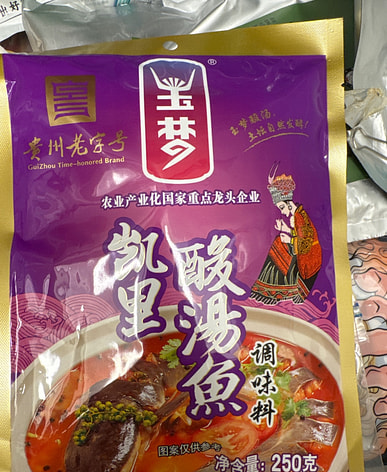 玉梦
®
贵州老字号
GuiZhou Time-honored Brand
玉梦酸汤,
土坛自然发酵!
农业产业化国家重点龙头企业
凯里
酸湯魚
调味料
图案仅供参考
净含量: 250克